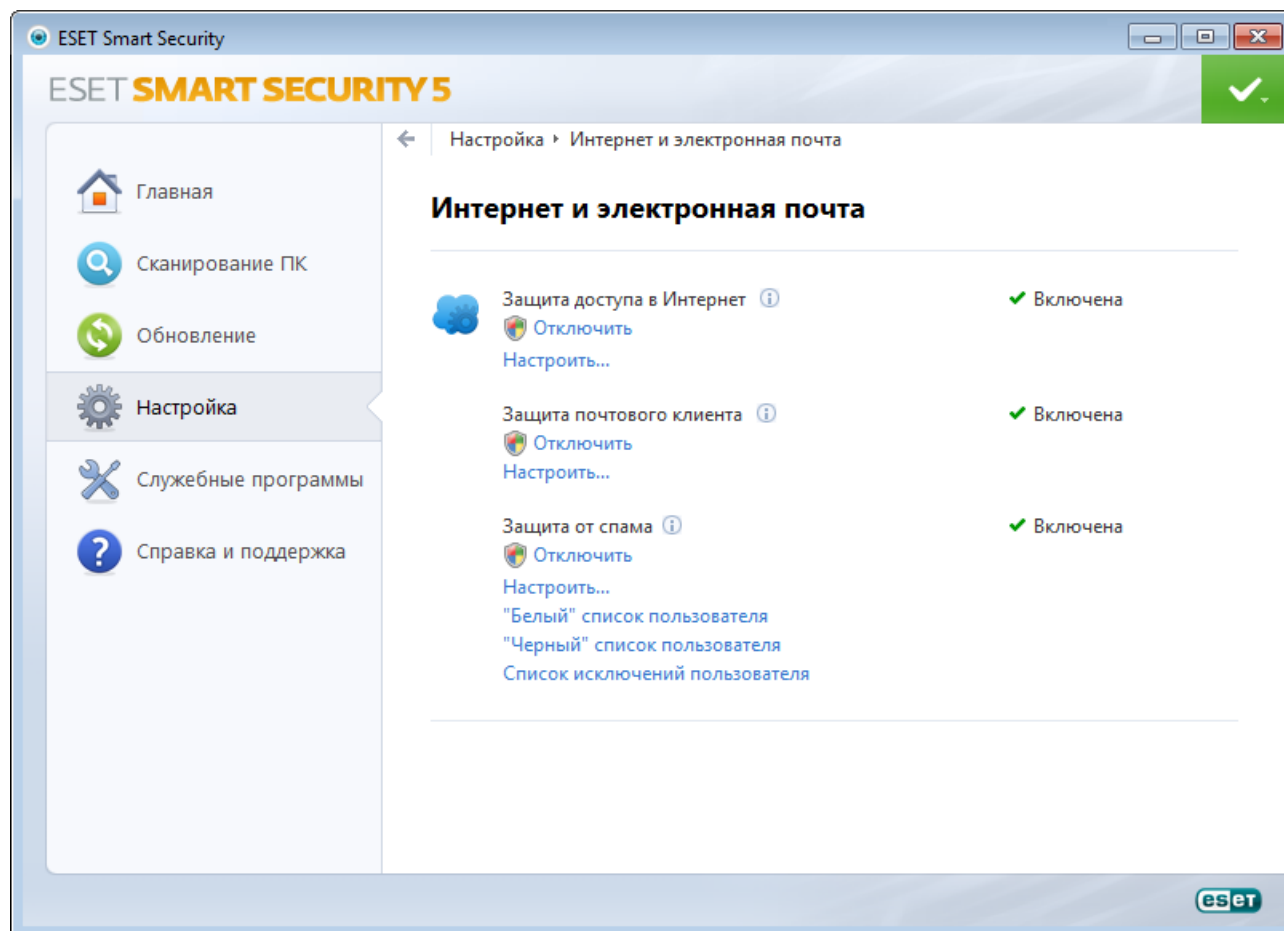 ESET Smart Security
ESET SMART SECURITY 5
Настройка Интернет и электронная почта
Главная
Сканирование ПК
Обновление
Настройка
Служебные программы
Справка и поддержка
Интернет и электронная почта
Защита доступа в Интернет
Включена
Отключить
Настроить...
Защита почтового клиента
Включена
Отключить
Настроить...
Защита от спама
Включена
Отключить
Настроить...
"Белый" список пользователя
"Черный" список пользователя
Список исключений пользователя
eseT